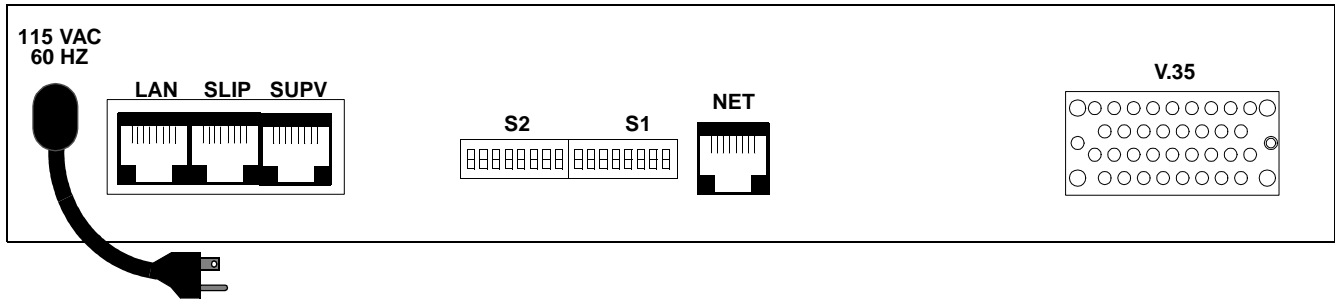 115 VAC
60 HZ
LAN SLIP SUPV
S2 S1
NET
V.35